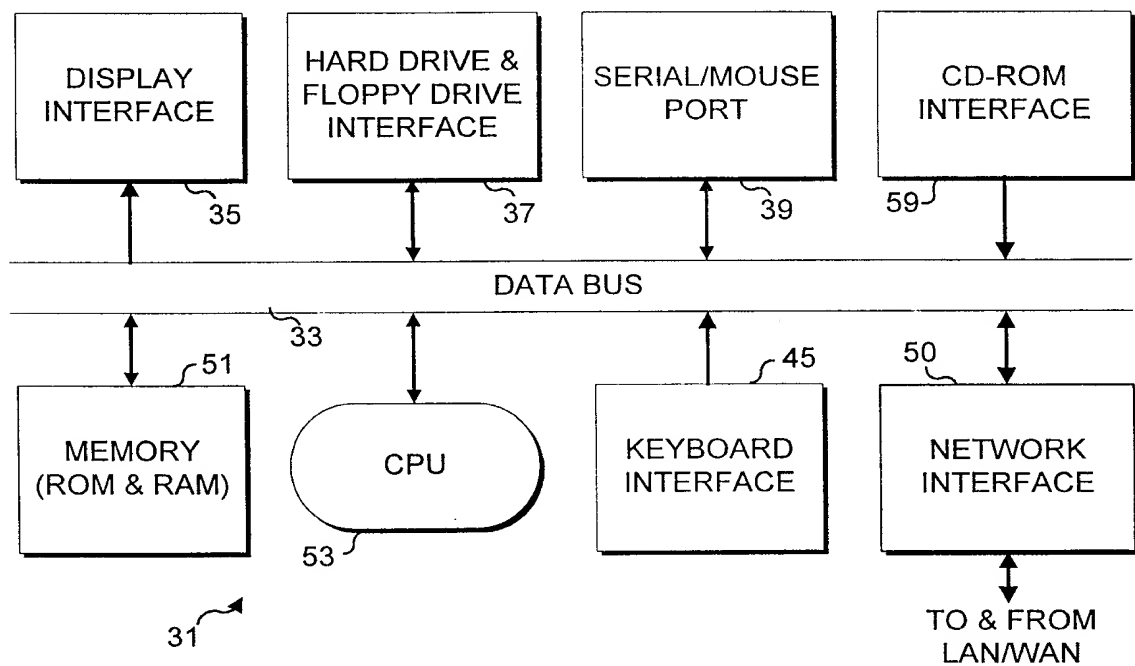 DISPLAY
INTERFACE
35
HARD DRIVE &
FLOPPY DRIVE
INTERFACE
37
SERIAL/MOUSE
PORT
39
CD-ROM
INTERFACE
59
DATA BUS
33
51
MEMORY
(ROM & RAM)
CPU
53
45
KEYBOARD
INTERFACE
50
NETWORK
INTERFACE
TO & FROM
LAN/WAN
31